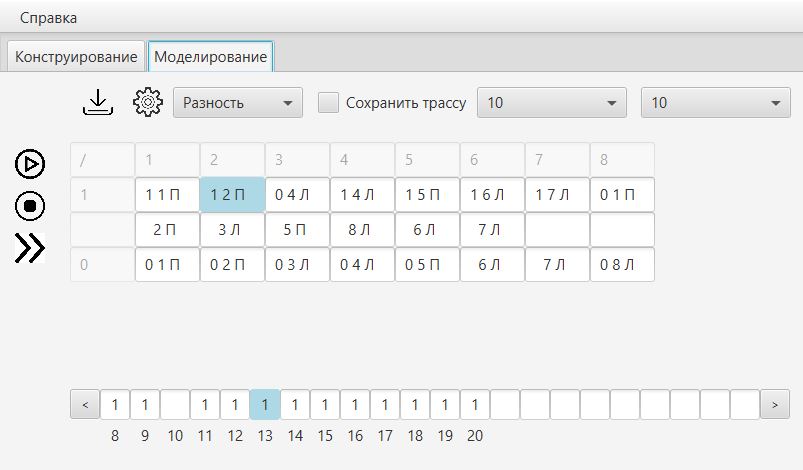 Справка
Конструирование Моделирование
Разность Сохранить трассу 10 10
/ 1 2 3 4 5 6 7 8
1 1 1 П 1 2 П 0 4 Л 1 4 Л 1 5 П 1 6 Л 1 7 Л 0 1 П
2 П 3 Л 5 П 8 Л 6 Л 7 Л
0 0 1 П 0 2 П 0 3 Л 0 4 Л 0 5 П 6 Л 7 Л 0 8 Л
< 1 1 1 1 1 1 1 1 1 1 1 1 >
8 9 10 11 12 13 14 15 16 17 18 19 20